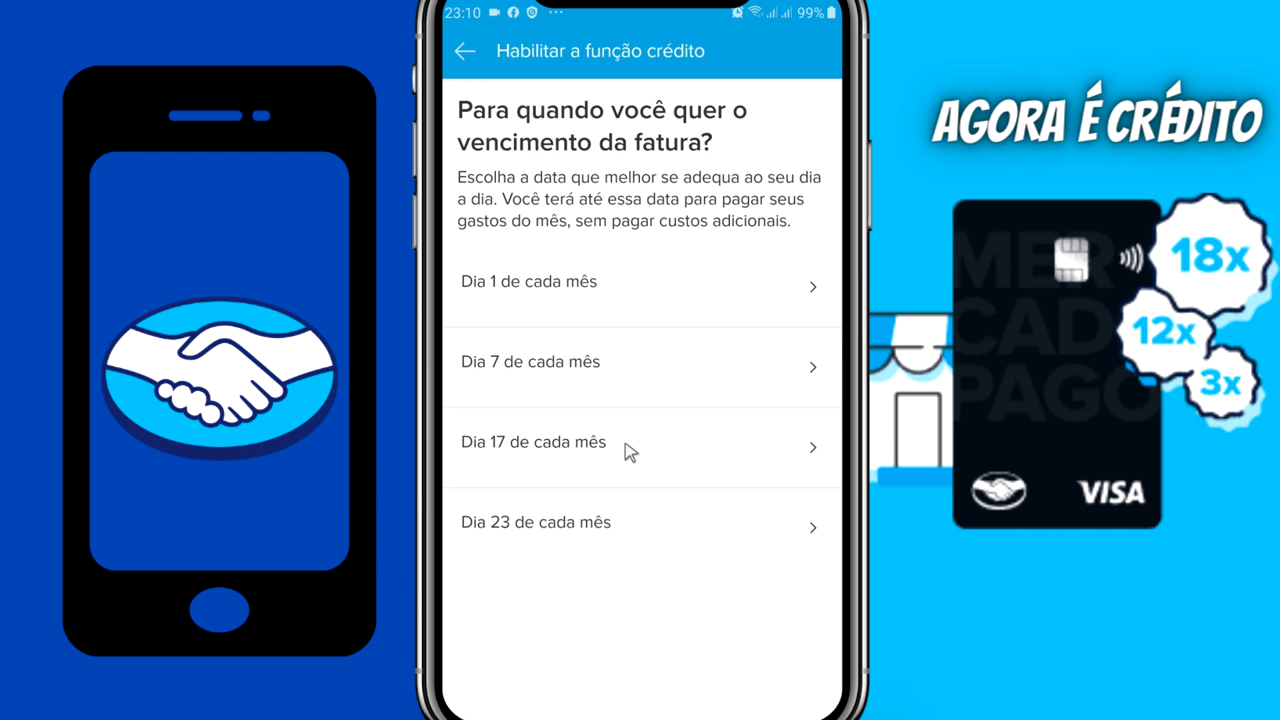 23:10
99%
Habilitar a função crédito
Para quando você quer o
vencimento da fatura?
Escolha a data que melhor se adequa ao seu dia
a dia. Você terá até essa data para pagar seus
gastos do mês, sem pagar custos adicionais.
Dia 1 de cada mês
Dia 7 de cada mês
Dia 17 de cada mês
Dia 23 de cada mês
AGORA É CRÉDITO
MER
CAD
PAGO
18x
12x
3x
VISA